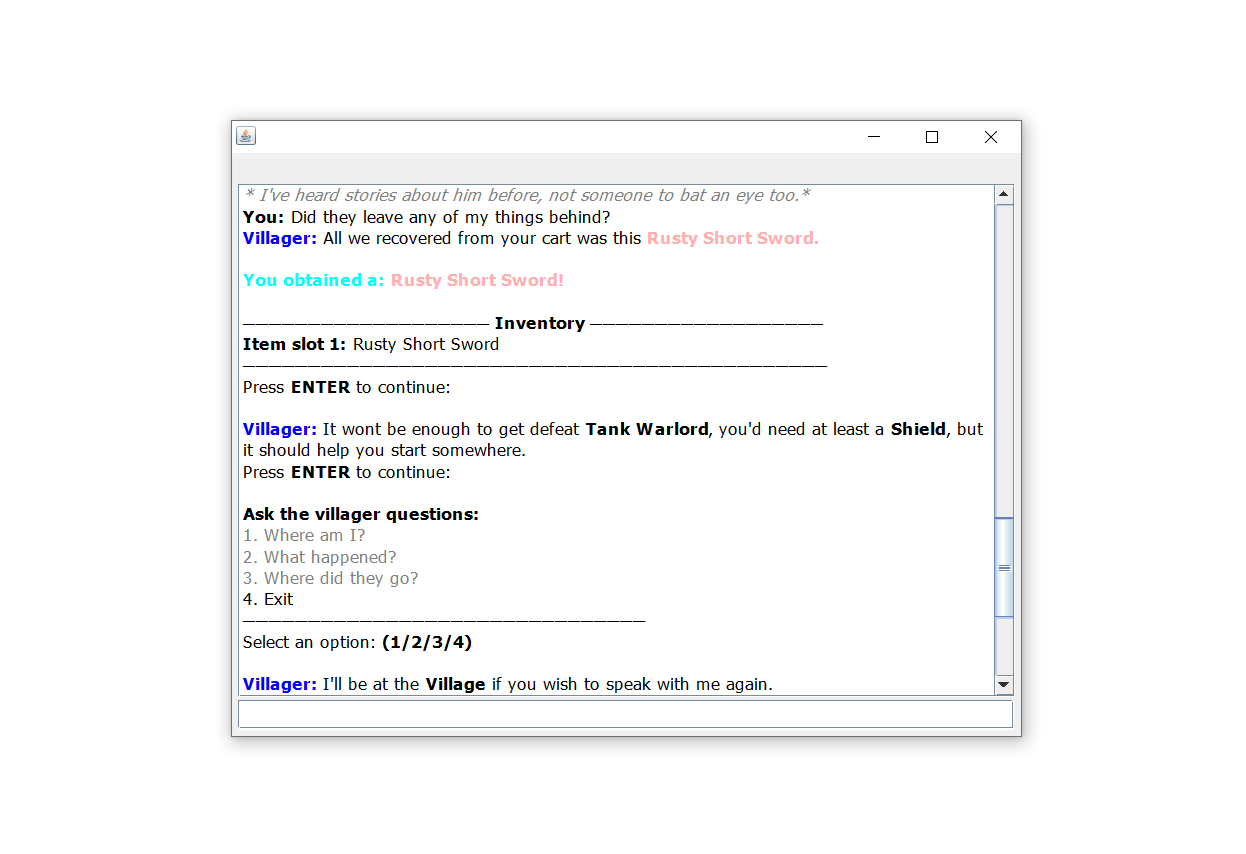 * I've heard stories about him before, not someone to bat an eye too.*
You: Did they leave any of my things behind?
Villager: All we recovered from your cart was this Rusty Short Sword.
You obtained a: Rusty Short Sword!
——————————————————— Inventory ——————————————————
Item slot 1: Rusty Short Sword
—————————————————————————————————————————————
Press ENTER to continue:
Villager: It wont be enough to get defeat Tank Warlord, you'd need at least a Shield, but
it should help you start somewhere.
Press ENTER to continue:
Ask the villager questions:
1. Where am I?
2. What happened?
3. Where did they go?
4. Exit
———————————————————————————————
Select an option: (1/2/3/4)
Villager: I'll be at the Village if you wish to speak with me again.